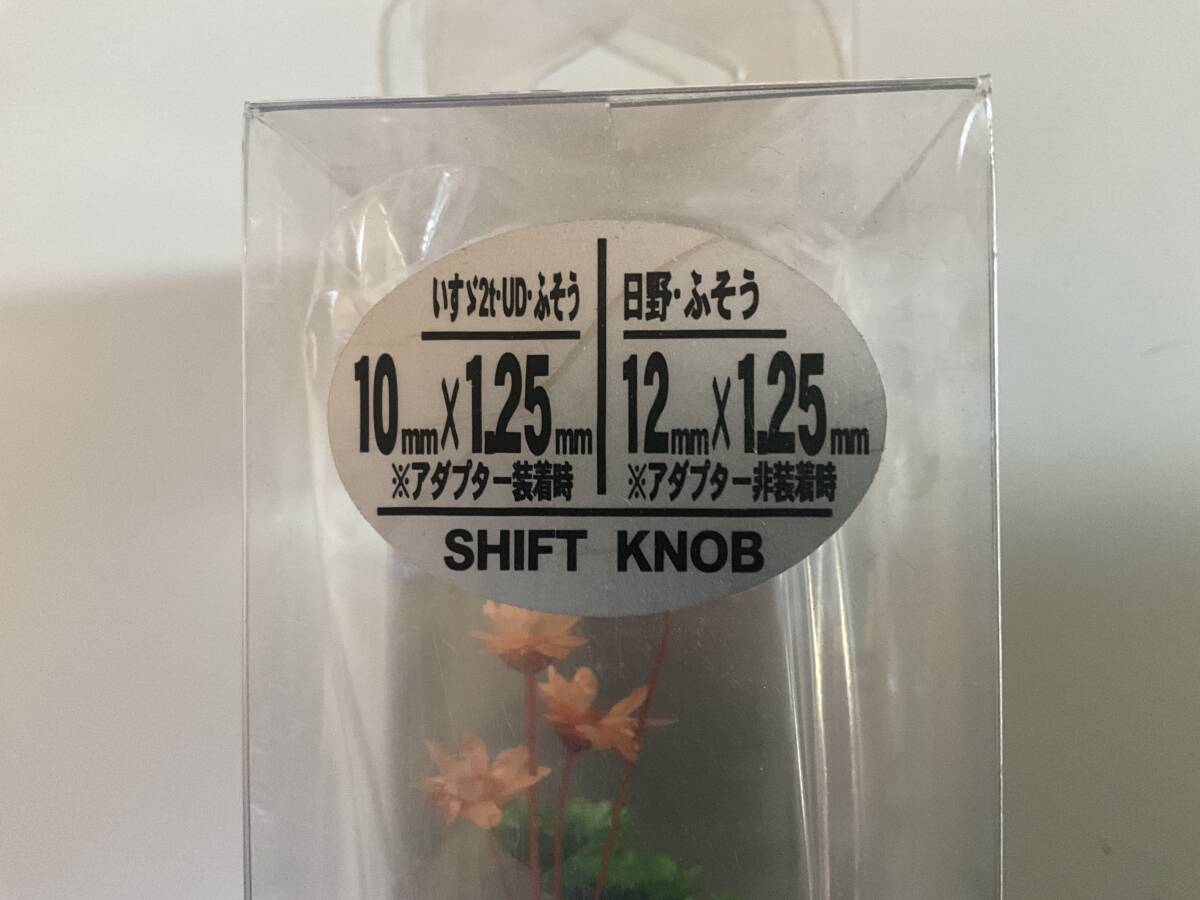 いすゞ2t・UD・ふそう
10mm×1.25mm
※アダプター装着時
日野・ふそう
12mm×1.25mm
※アダプター非装着時
SHIFT KNOB